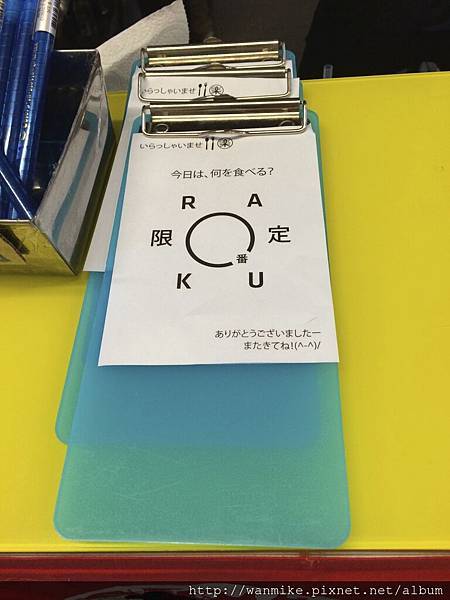 いらっしゃいませ 楽
いらっしゃいませ 楽
今日は、何を食べる?
R A
限 定
番
K U
ありがとうございましたー
またきてね!(^-^)/
http://wanmike.pixnet.net/album